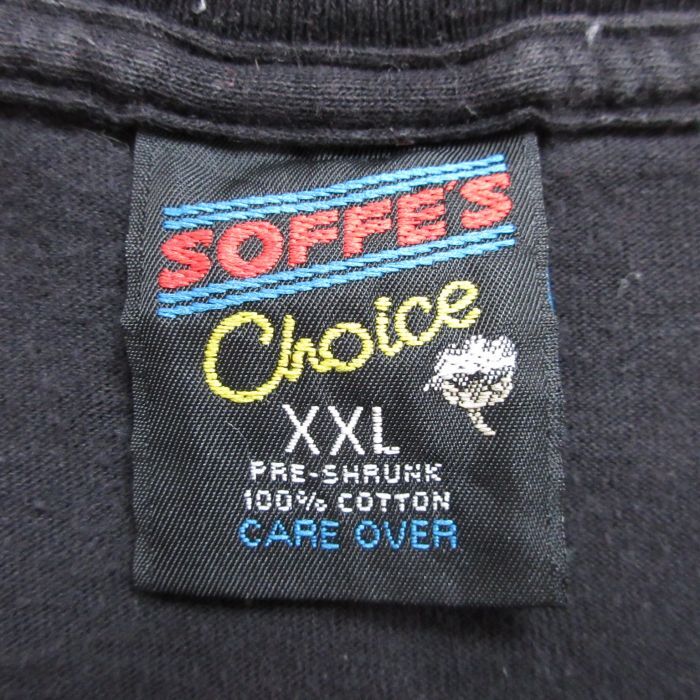 SOFFE'S
Choice
XXL
PRE-SHRUNK
100% COTTON
CARE OVER